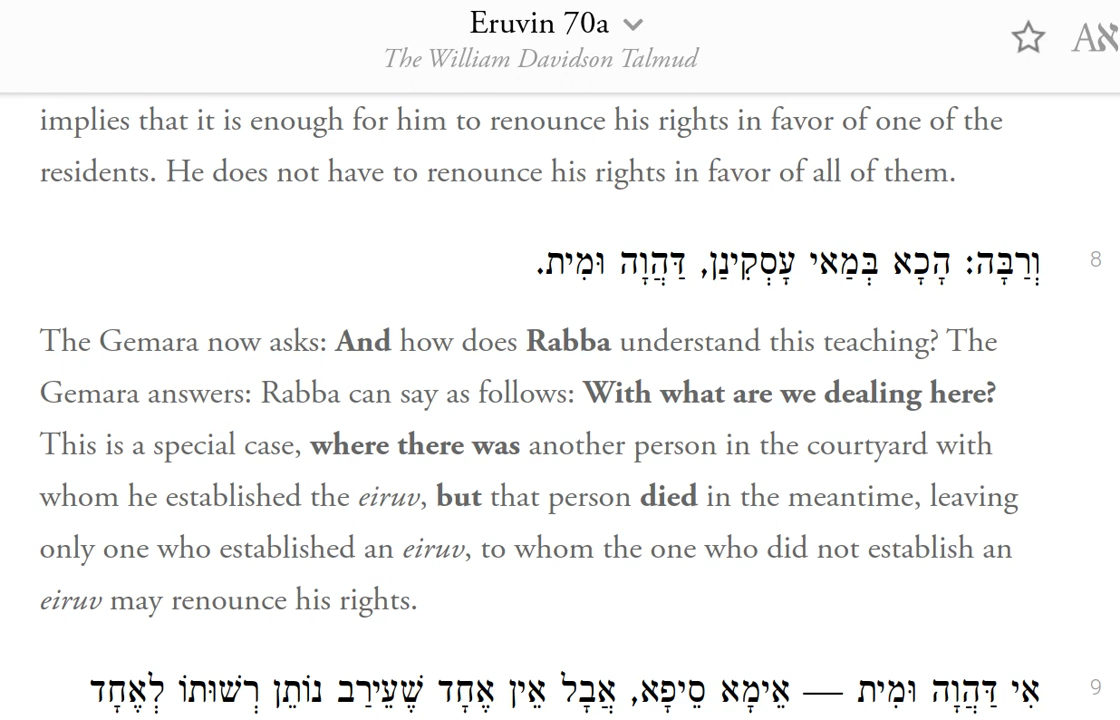 Eruvin 70a
The William Davidson Talmud
Aא
implies that it is enough for him to renounce his rights in favor of one of the
residents. He does not have to renounce his rights in favor of all of them.
8
וְרַבָּה: הָכָא בְּמַאי עָסְקִינַן, דַּהֲוָה וּמִית.
The Gemara now asks: And how does Rabba understand this teaching? The
Gemara answers: Rabba can say as follows: With what are we dealing here?
This is a special case, where there was another person in the courtyard with
whom he established the eiruv, but that person died in the meantime, leaving
only one who established an eiruv, to whom the one who did not establish an
eiruv may renounce his rights.
9
אִי דַּהֲוָה וּמִית — אֵימָא סֵיפָא, אֲבָל אֵין אֶחָד שֶׁעֵירַב נוֹתֵן רְשׁוּתוֹ לְאֶחָד